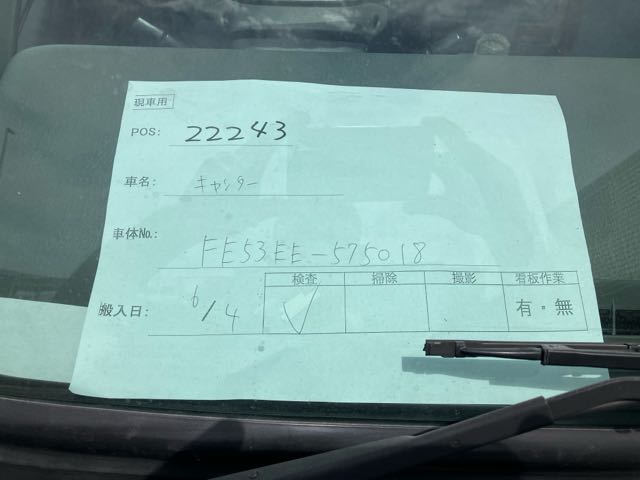 現車用
POS: 22243
車名: キャンター
車体No.: FE53EE-575018
検査 掃除 撮影 看板作業
搬入日: 6/4 有・無